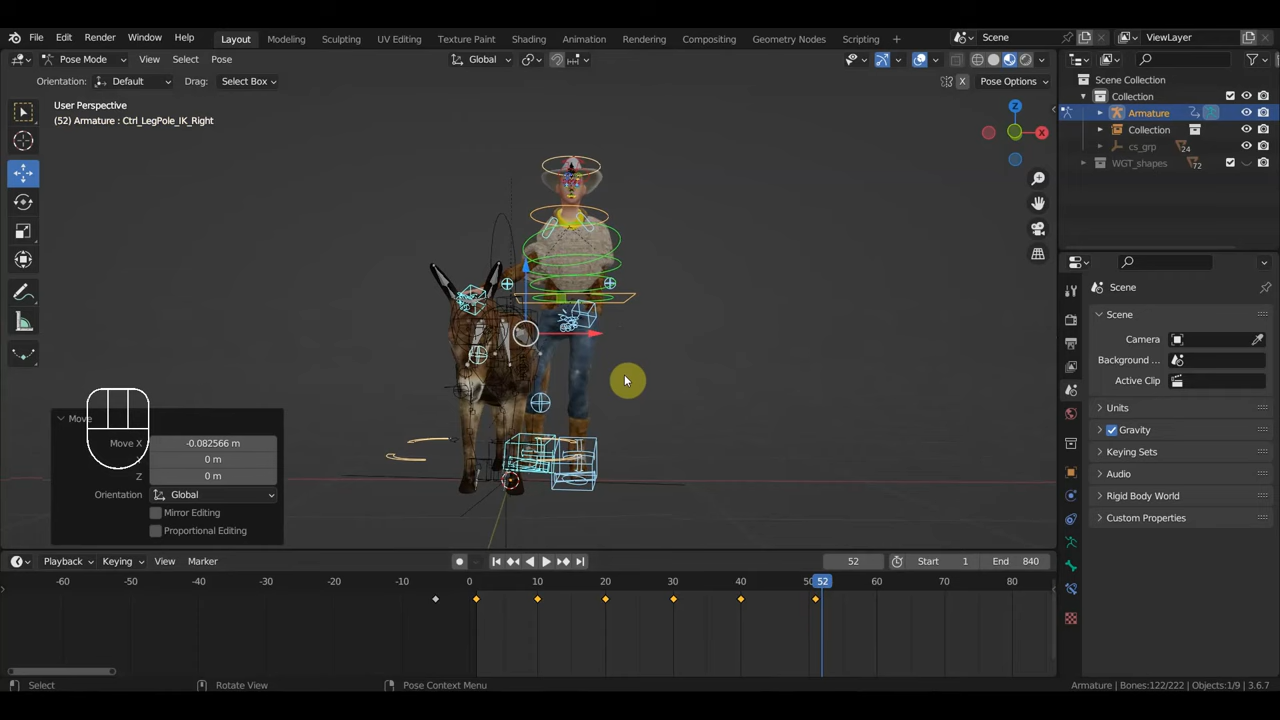 File Edit Render Window Help Layout Modeling Sculpting UV Editing Texture Paint Shading Animation Rendering Compositing Geometry Nodes Scripting + Scene ViewLayer
Pose Mode View Select Pose Global
Orientation: Default Drag: Select Box X Pose Options
User Perspective
(52) Armature : Ctrl_LegPole_IK_Right
Z
X
Scene Collection
Collection
Armature
Collection
cs_grp 24
WGT_shapes 72
Scene
Scene
Camera
Background ...
Active Clip
Units
Gravity
Keying Sets
Audio
Rigid Body World
Custom Properties
Move
Move X -0.082566 m
0 m
Z 0 m
Orientation Global
Mirror Editing
Proportional Editing
Playback Keying View Marker 52 Start 1 End 840
-60 -50 -40 -30 -20 -10 0 10 20 30 40 50 52 60 70 80
Select Rotate View Pose Context Menu Armature | Bones:122/222 | Objects:1/9 | 3.6.7